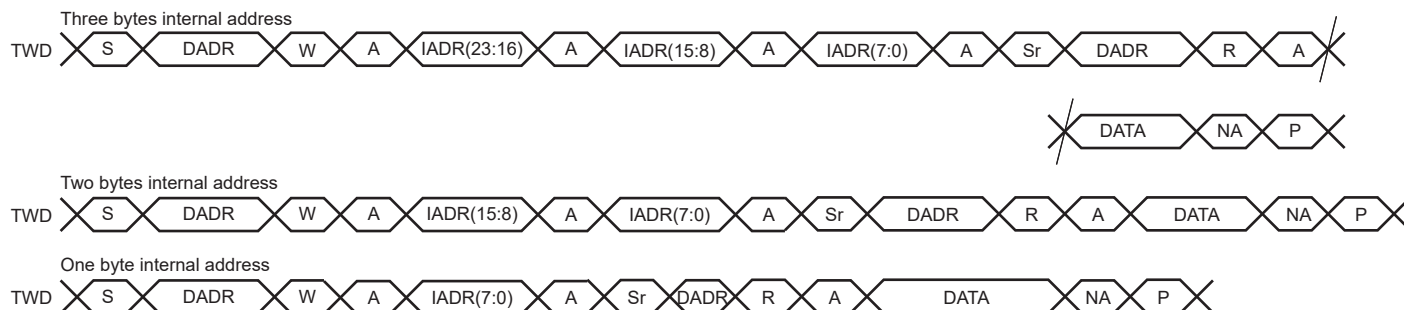 Three bytes internal address
TWD S DADR W A IADR(23:16) A IADR(15:8) A IADR(7:0) A Sr DADR R A
DATA NA P
Two bytes internal address
TWD S DADR W A IADR(15:8) A IADR(7:0) A Sr DADR R A DATA NA P
One byte internal address
TWD S DADR W A IADR(7:0) A Sr DADR R A DATA NA P